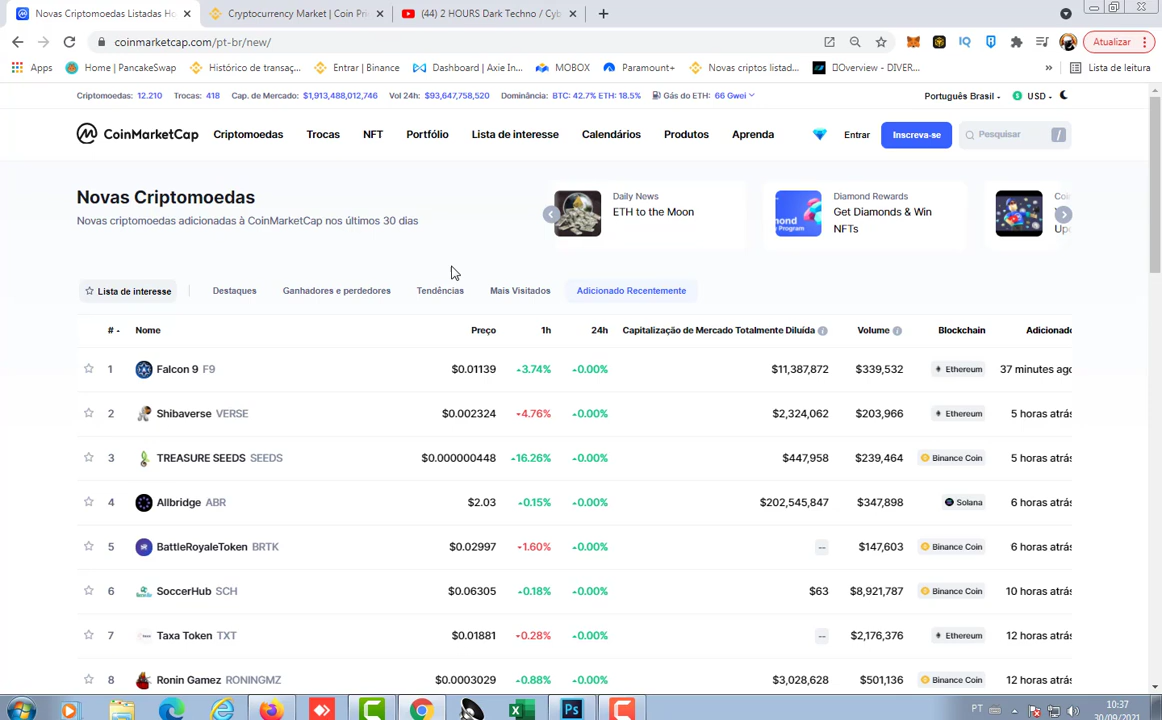 Novas Criptomoedas Listadas Ho
Cryptocurrency Market | Coin Pri
(44) 2 HOURS Dark Techno / Cyb
coinmarketcap.com/pt-br/new/
Atualizar
Apps
Home | PancakeSwap
Histórico de transaç...
Entrar | Binance
Dashboard | Axie In...
MOBOX
Paramount+
Novas criptos listad...
Overview - DIVER...
»
Lista de leitura
Criptomoedas: 12.210 Trocas: 418 Cap. de Mercado: $1,913,488,012,746 Vol 24h: $93,647,758,520 Dominância: BTC: 42.7% ETH: 18.5% Gás do ETH: 66 Gwei
Português Brasil USD
CoinMarketCap
Criptomoedas Trocas NFT Portfólio Lista de interesse Calendários Produtos Aprenda
Entrar Inscreva-se Pesquisar /
Novas Criptomoedas
Novas criptomoedas adicionadas à CoinMarketCap nos últimos 30 dias
Daily News
ETH to the Moon
Diamond Rewards
Get Diamonds & Win
NFTs
Lista de interesse Destaques Ganhadores e perdedores Tendências Mais Visitados Adicionado Recentemente
# Nome Preço 1h 24h Capitalização de Mercado Totalmente Diluída Volume Blockchain Adicionado
1 Falcon 9 F9 $0.01139 3.74% 0.00% $11,387,872 $339,532 Ethereum 37 minutes ago
2 Shibaverse VERSE $0.002324 4.76% 0.00% $2,324,062 $203,966 Ethereum 5 horas atrás
3 TREASURE SEEDS SEEDS $0.000000448 16.26% 0.00% $447,958 $239,464 Binance Coin 5 horas atrás
4 Allbridge ABR $2.03 0.15% 0.00% $202,545,847 $347,898 Solana 6 horas atrás
5 BattleRoyaleToken BRTK $0.02997 1.60% 0.00% -- $147,603 Binance Coin 6 horas atrás
6 SoccerHub SCH $0.06305 0.18% 0.00% $63 $8,921,787 Binance Coin 10 horas atrás
7 Taxa Token TXT $0.01881 0.28% 0.00% -- $2,176,376 Ethereum 12 horas atrás
8 Ronin Gamez RONINGMZ $0.0003029 0.88% 0.00% $3,028,628 $501,136 Binance Coin 12 horas atrás
PT
10:37
30/09/2021